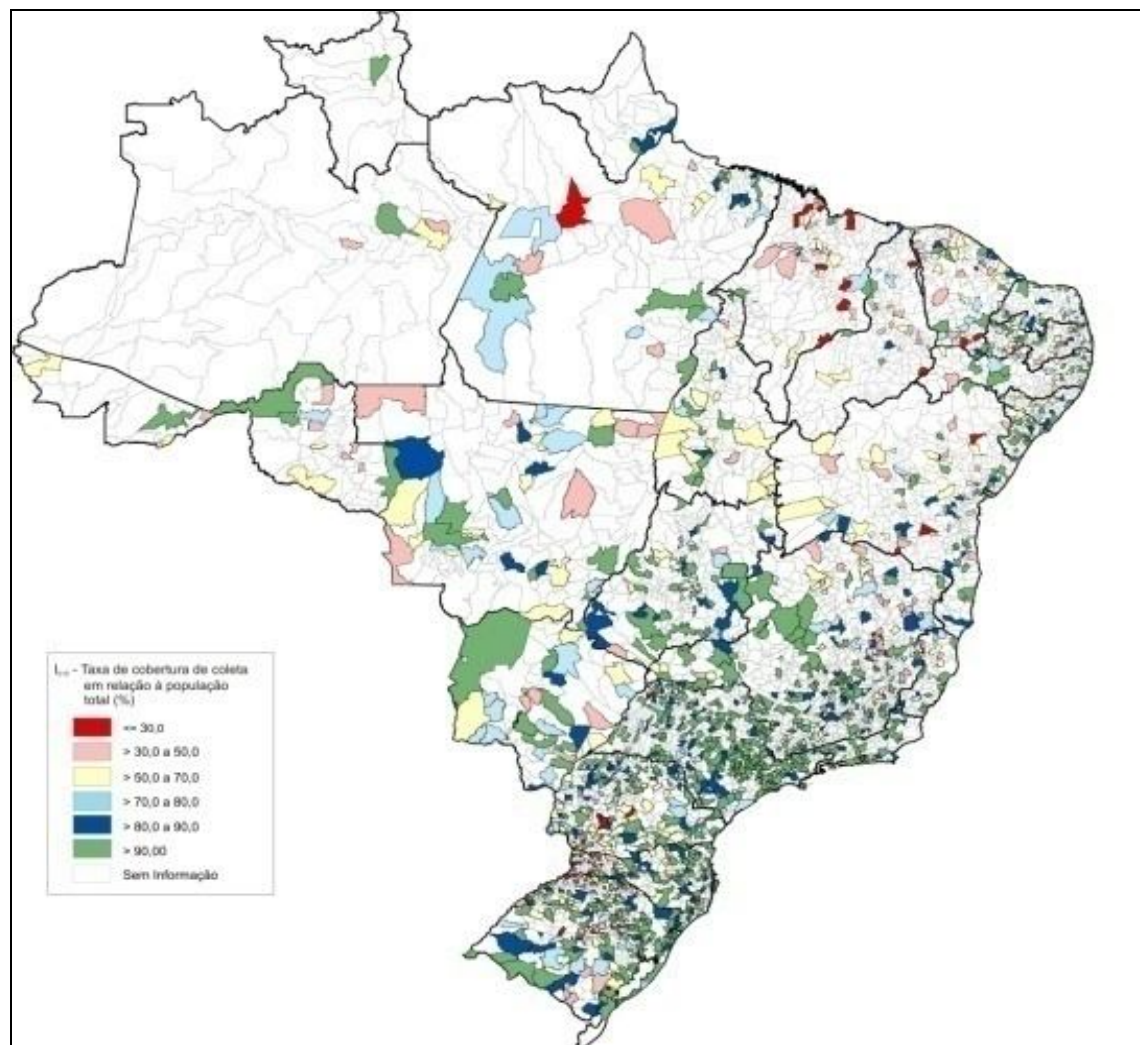 - Taxa de cobertura de coleta
em relação à população
total (%)
<= 30,0
> 30,0 a 50,0
> 50,0 a 70,0
> 70,0 a 80,0
> 80,0 a 90,0
> 90,00
Sem Informação